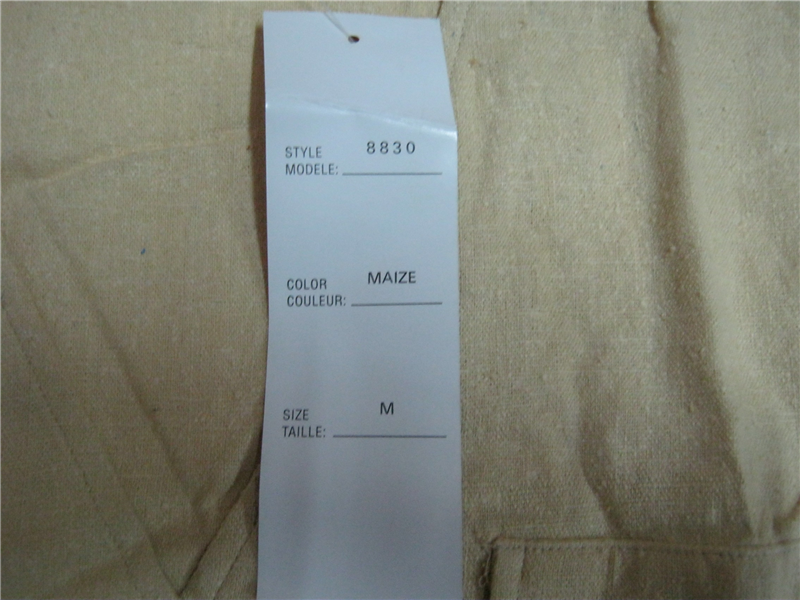 STYLE 8830
MODELE:
COLOR MAIZE
COULEUR:
SIZE M
TAILLE: